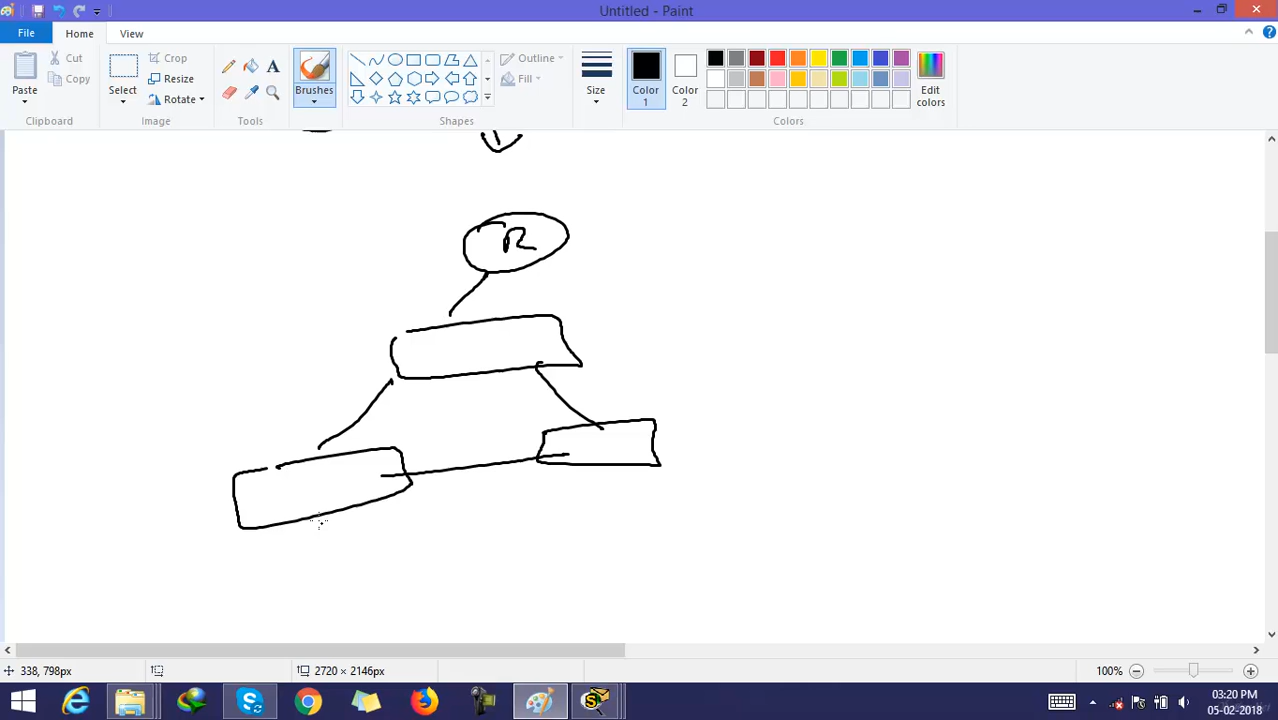 Untitled - Paint
File
Home
View
Paste
Cut
Copy
Clipboard
Select
Crop
Resize
Rotate
Image
A
Tools
Brushes
Outline
Fill
Shapes
Size
Color
1
Color
2
Edit
colors
Colors
R
338, 798px
2720 × 2146px
100%
03:20 PM
05-02-2018